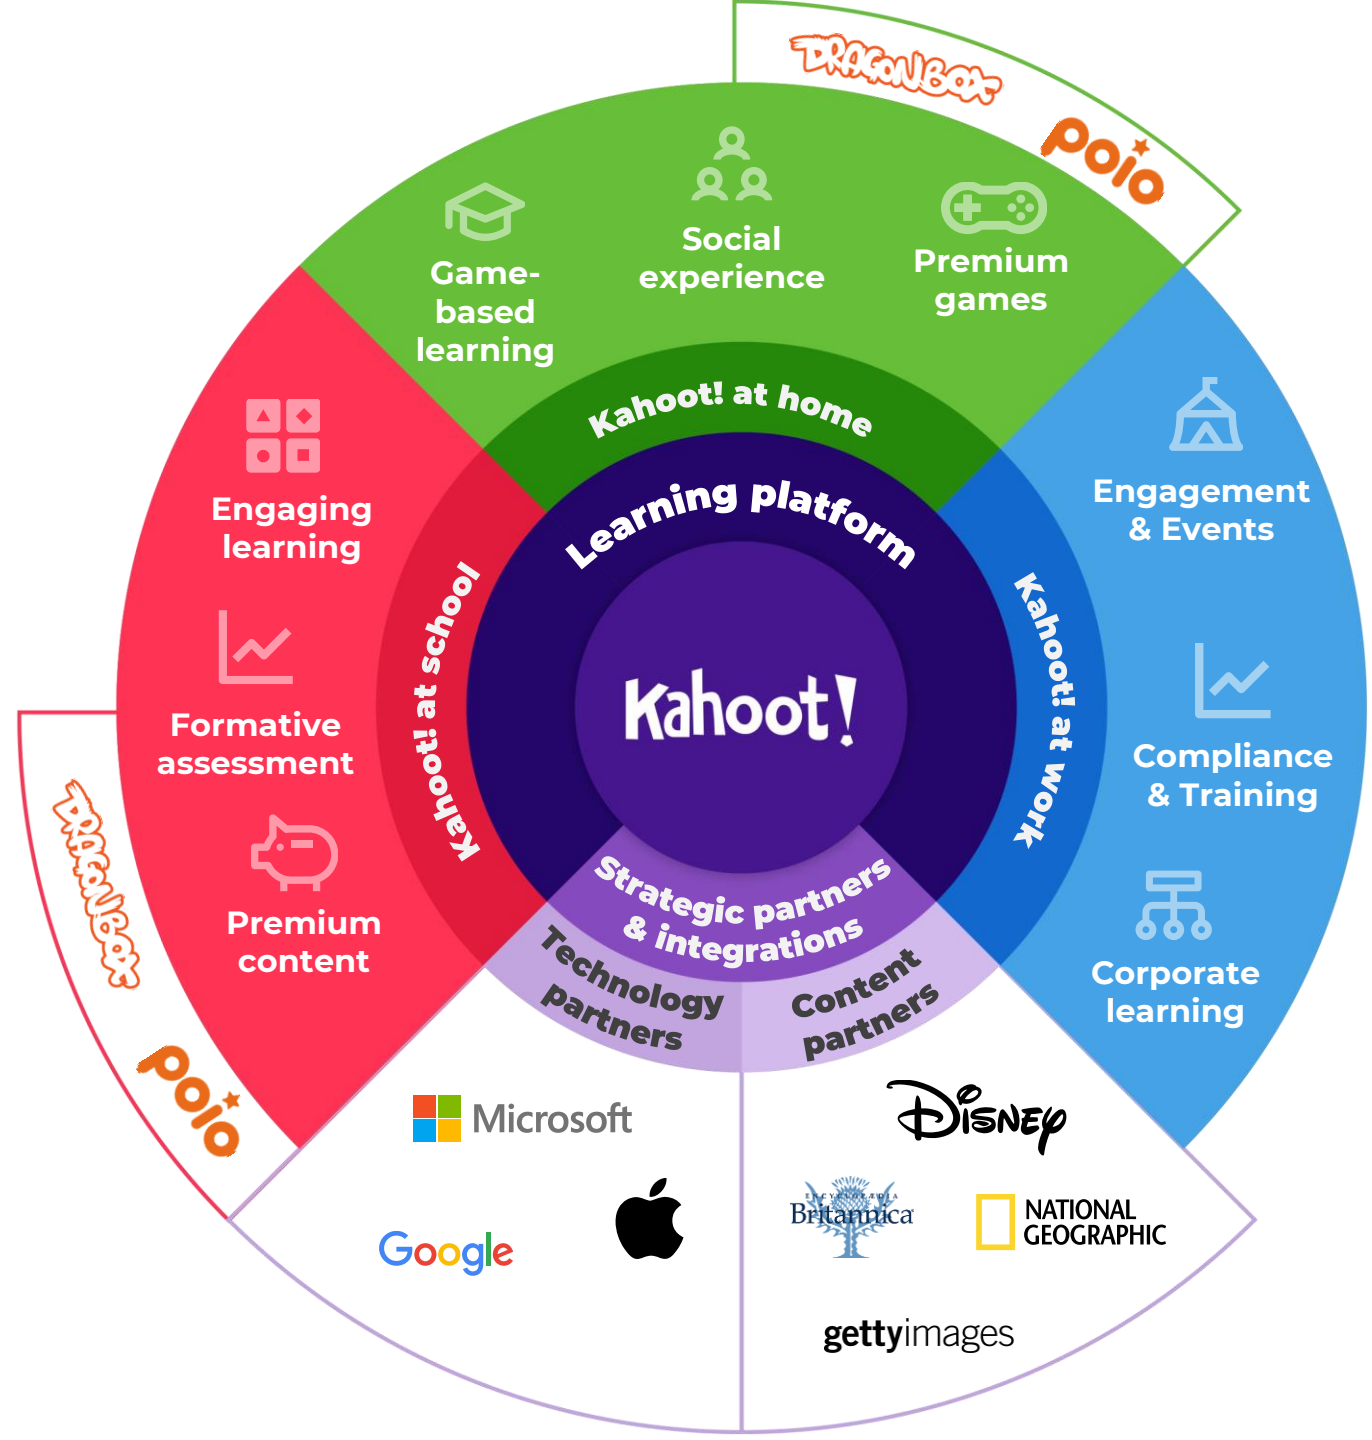 DRAGONBOX
poio
Game-
based
learning
Social
experience
Premium
games
Kahoot! at home
Engaging
learning
Formative
assessment
Premium
content
Kahoot! at school
DRAGONBOX
poio
Learning platform
Kahoot!
Kahoot! at work
Engagement
& Events
Compliance
& Training
Corporate
learning
Strategic partners
& integrations
Technology
partners
Content
partners
Microsoft
Google
Disney
ENCYCLOPÆDIA
Britannica
NATIONAL
GEOGRAPHIC
gettyimages